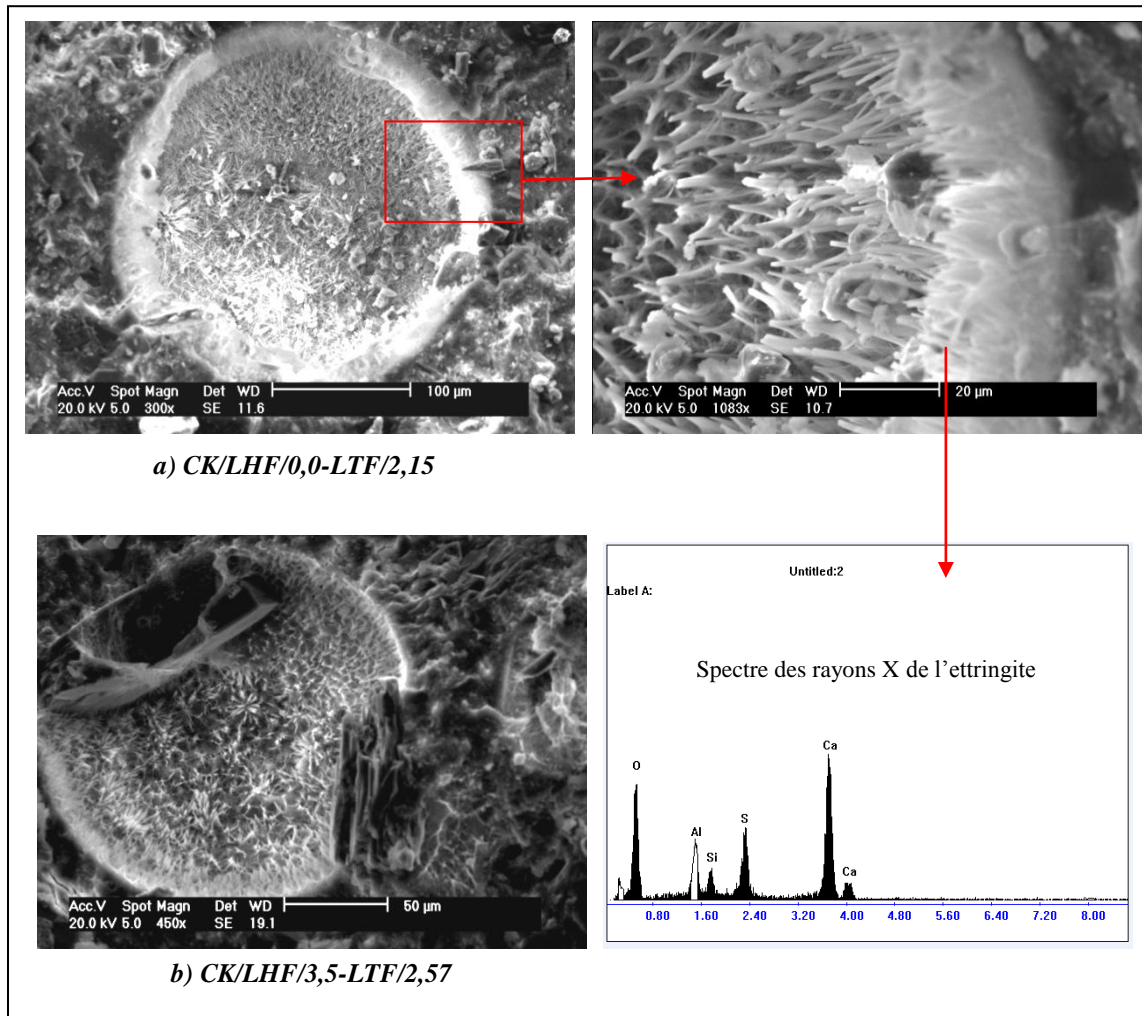 Acc.V Spot Magn Det WD 100 µm
20.0 kV 5.0 300x SE 11.6
Acc.V Spot Magn Det WD 20 µm
20.0 kV 5.0 1083x SE 10.7
a) CK/LHF/0,0-LTF/2,15
Acc.V Spot Magn Det WD 50 µm
20.0 kV 5.0 450x SE 19.1
b) CK/LHF/3,5-LTF/2,57
Untitled:2
Label A:
Spectre des rayons X de l’ettringite
O
Al
Si
S
Ca
Ca
0.80 1.60 2.40 3.20 4.00 4.80 5.60 6.40 7.20 8.00